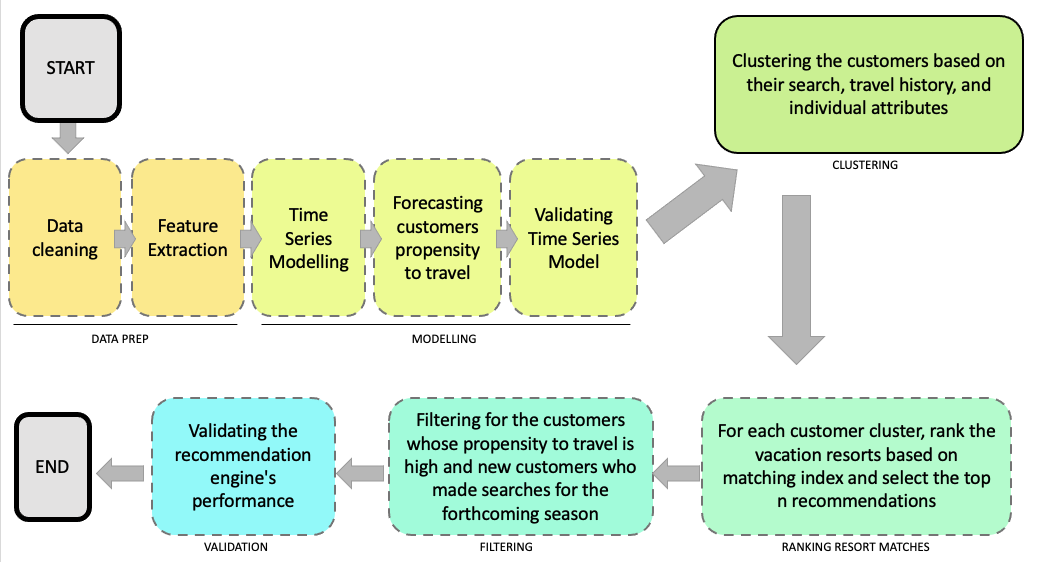 START
Data
cleaning
Feature
Extraction
Time
Series
Modelling
Forecasting
customers
propensity
to travel
Validating
Time Series
Model
DATA PREP
MODELLING
Clustering the customers based on
their search, travel history, and
individual attributes
CLUSTERING
For each customer cluster, rank the
vacation resorts based on
matching index and select the top
n recommendations
RANKING RESORT MATCHES
Filtering for the customers
whose propensity to travel is
high and new customers who
made searches for the
forthcoming season
FILTERING
Validating the
recommendation
engine's
performance
VALIDATION
END